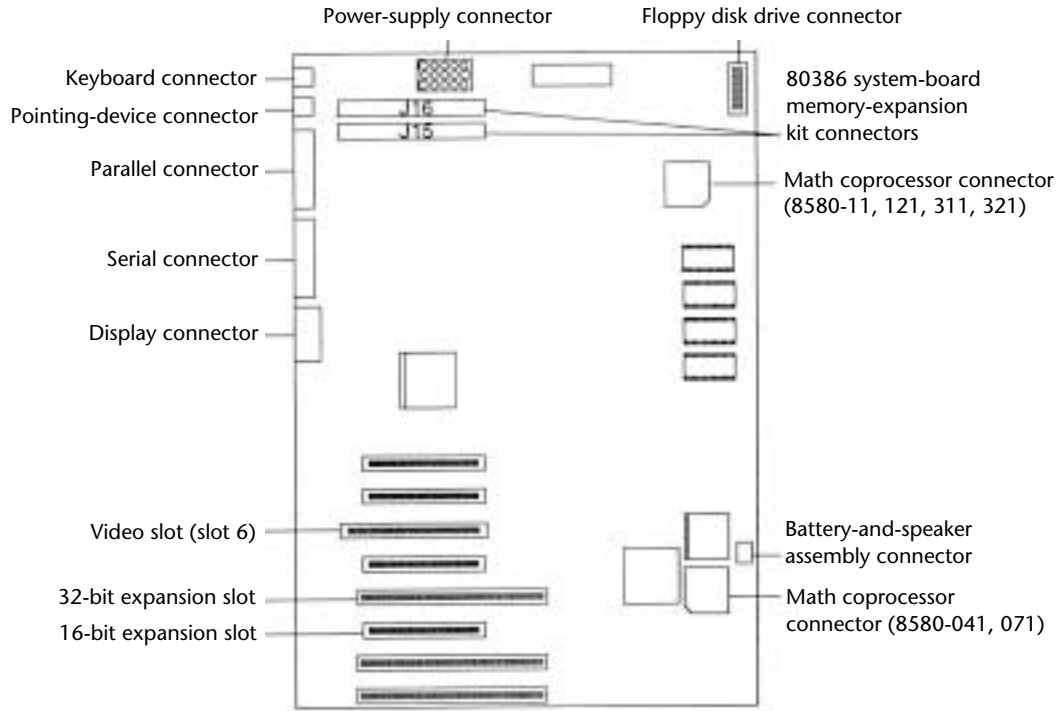 Power-supply connector
Floppy disk drive connector
Keyboard connector
Pointing-device connector
Parallel connector
Serial connector
Display connector
J16
J15
80386 system-board
memory-expansion
kit connectors
Math coprocessor connector
(8580-11, 121, 311, 321)
Video slot (slot 6)
32-bit expansion slot
16-bit expansion slot
Battery-and-speaker
assembly connector
Math coprocessor
connector (8580-041, 071)